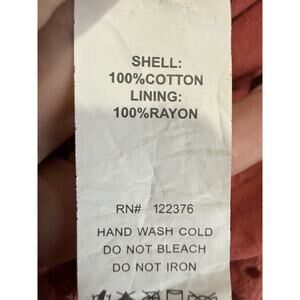 SHELL:
100%COTTON
LINING:
100%RAYON
RN# 122376
HAND WASH COLD
DO NOT BLEACH
DO NOT IRON